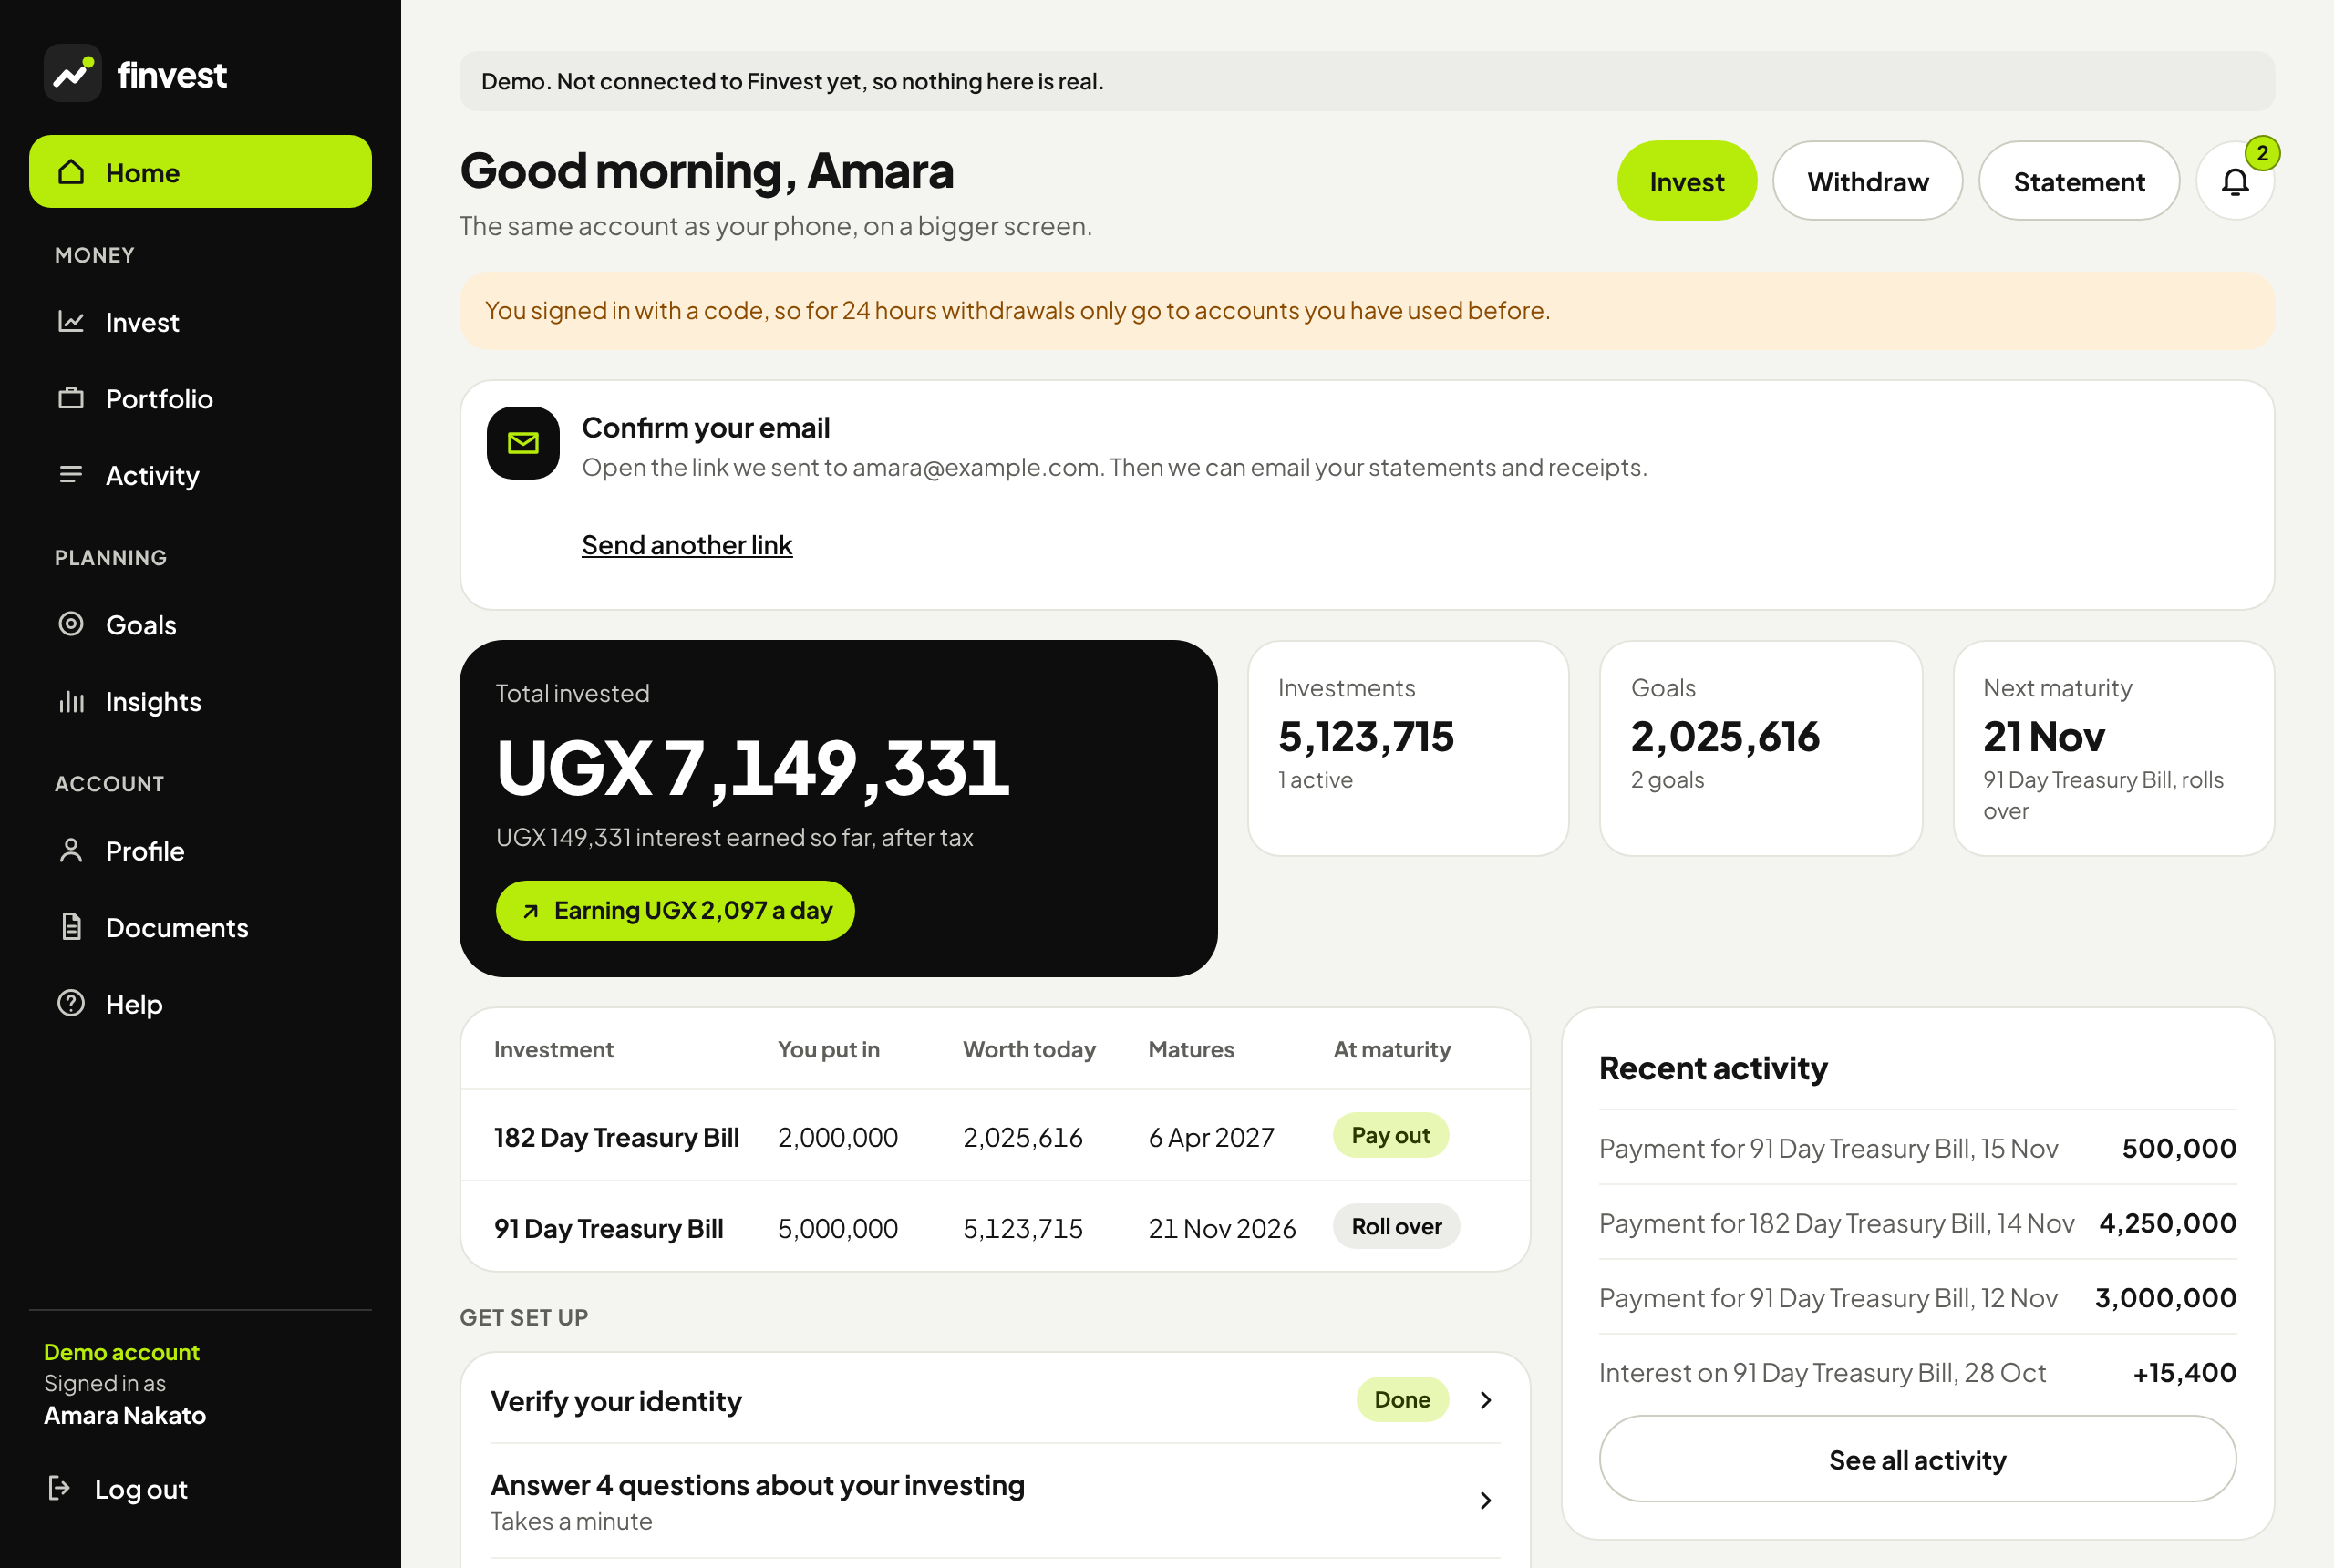 finvest
Home
MONEY
Invest
Portfolio
Activity
PLANNING
Goals
Insights
ACCOUNT
Profile
Documents
Help
Demo account
Signed in as
Amara Nakato
Log out
Demo. Not connected to Finvest yet, so nothing here is real.
Good morning, Amara
The same account as your phone, on a bigger screen.
Invest
Withdraw
Statement
2
You signed in with a code, so for 24 hours withdrawals only go to accounts you have used before.
Confirm your email
Open the link we sent to amara@example.com. Then we can email your statements and receipts.
Send another link
Total invested
UGX 7,149,331
UGX 149,331 interest earned so far, after tax
Earning UGX 2,097 a day
Investments
5,123,715
1 active
Goals
2,025,616
2 goals
Next maturity
21 Nov
91 Day Treasury Bill, rolls
over
Investment You put in Worth today Matures At maturity
182 Day Treasury Bill 2,000,000 2,025,616 6 Apr 2027 Pay out
91 Day Treasury Bill 5,000,000 5,123,715 21 Nov 2026 Roll over
GET SET UP
Verify your identity Done
Answer 4 questions about your investing
Takes a minute
Recent activity
Payment for 91 Day Treasury Bill, 15 Nov 500,000
Payment for 182 Day Treasury Bill, 14 Nov 4,250,000
Payment for 91 Day Treasury Bill, 12 Nov 3,000,000
Interest on 91 Day Treasury Bill, 28 Oct +15,400
See all activity